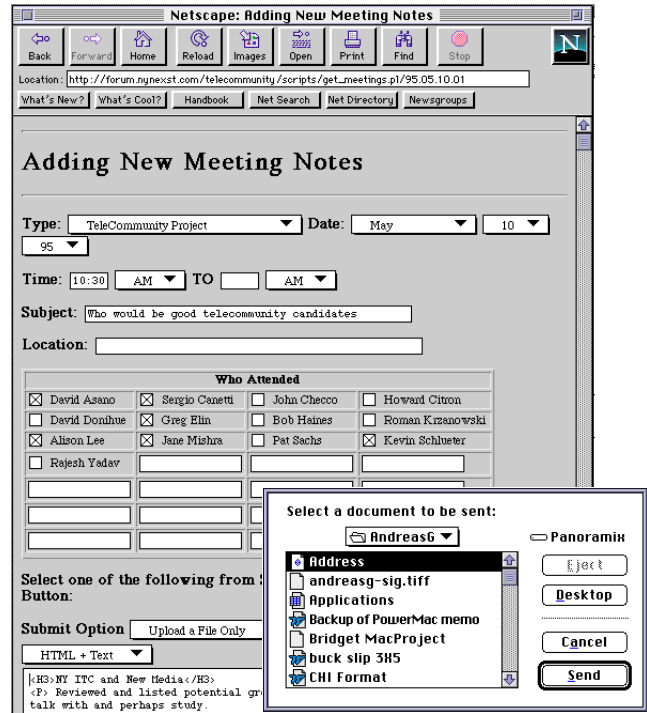 Netscape: Adding New Meeting Notes
Back Forward Home Reload Images Open Print Find Stop
N
Location: http://forum.nynexst.com/telecommunity/scripts/get_meetings.pl/95.05.10.01
What's New? What's Cool? Handbook Net Search Net Directory Newsgroups
Adding New Meeting Notes
Type: TeleCommunity Project Date: May 10
95
Time: 10:30 AM TO AM
Subject: Who would be good telecommunity candidates
Location:
Who Attended
David Asano Sergio Canetti John Checco Howard Citron
David Donihue Greg Elin Bob Haines Roman Krzanowski
Alison Lee Jane Mishra Pat Sachs Kevin Schlueter
Rajesh Yadav
Select one of the following from S
Button:
Submit Option Upload a File Only
HTML + Text
<H3>NY ITC and New Media</H3>
<P> Reviewed and listed potential gr
talk with and perhaps study.
Select a document to be sent:
AndreasG
Panoramix
Address
andreasg-sig.tiff
Applications
Backup of PowerMac memo
Bridget MacProject
buck slip 3X5
CHI Format
Eject
Desktop
Cancel
Send